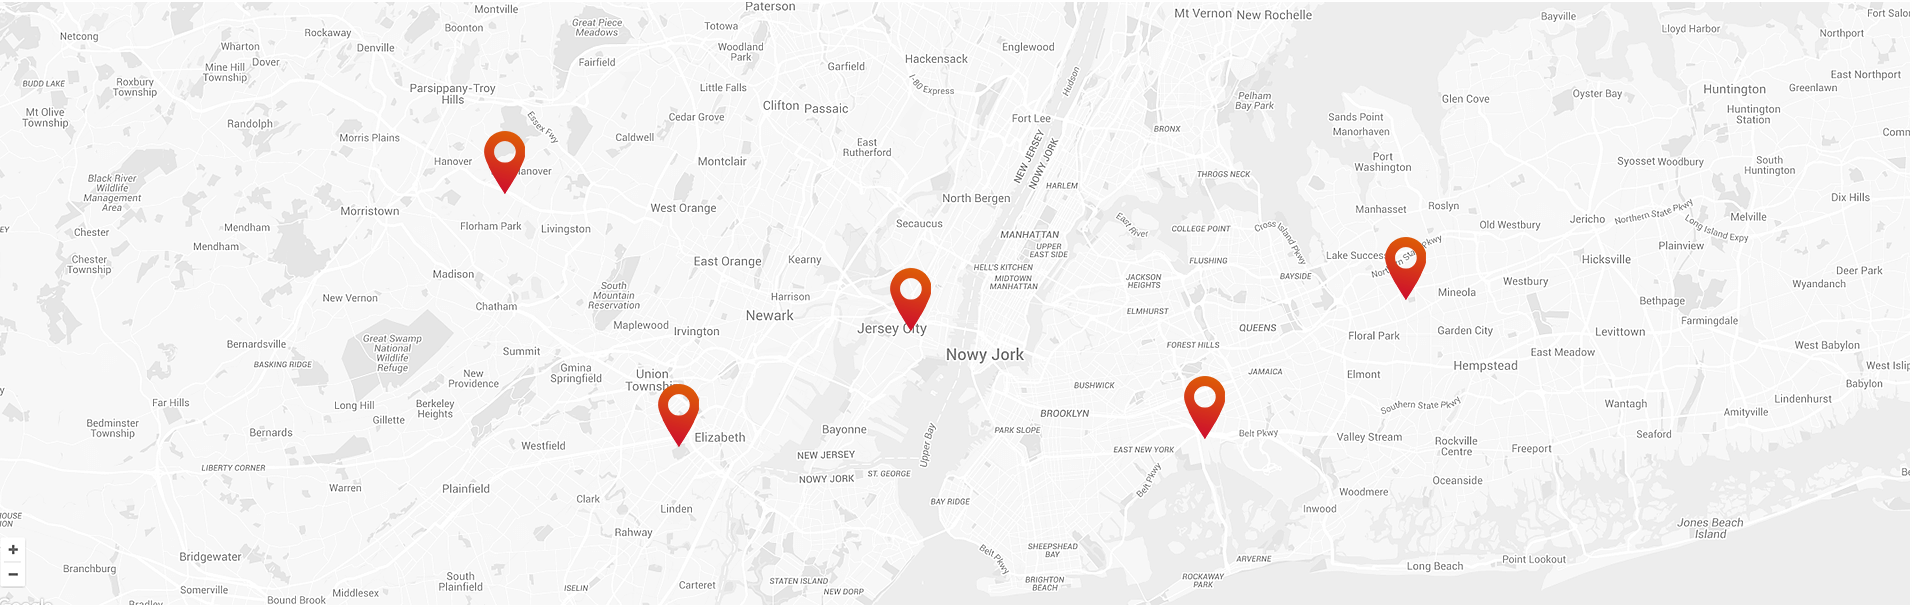 Montville
Paterson
Mt Vernon
New Rochelle
Bayville
Netcong
Rockaway
Boonton
Great Piece
Meadows
Totowa
Lloyd Harbor
Northport
Wharton
Denville
Woodland
Park
Englewood
Dover
Mine Hill
Township
Fairfield
Garfield
Hackensack
BUDD LAKE
Roxbury
Township
Parsippany-Troy
Hills
Little Falls
I-80 Express
Hudson
East Northport
Greenlawn
Huntington
Mt Olive
Township
Clifton
Passaic
Pelham
Bay Park
Glen Cove
Oyster Bay
Huntington
Station
Randolph
Morris Plains
Essex Fwy
Caldwell
Cedar Grove
Fort Lee
BRONX
Sands Point
Manorhaven
East
Rutherford
NEW JERSEY
NOWY JORK
Hanover
Montclair
Port
Washington
Syosset
Woodbury
South
Huntington
Black River
Wildlife
Management
Area
HARLEM
THROGS NECK
Morristown
West Orange
North Bergen
Manhasset
Roslyn
Dix Hills
Mendham
Florham Park
Livingston
Secaucus
East River
COLLEGE POINT
Cross Island Pkwy
Old Westbury
Jericho
Northern State Pkwy
Long Island Expy
Melville
Chester
Mendham
MANHATTAN
UPPER
EAST SIDE
Plainview
Chester
Township
Madison
East Orange
Kearny
HELL'S KITCHEN
MIDTOWN
MANHATTAN
FLUSHING
JACKSON
HEIGHTS
BAYSIDE
Hicksville
Deer Park
Wyandanch
New Vernon
Chatham
South
Mountain
Reservation
Harrison
Newark
ELMHURST
Mineola
Westbury
Bethpage
Farmingdale
Maplewood
Irvington
Jersey City
QUEENS
Floral Park
Garden City
Levittown
Bernardsville
Great Swamp
National
Wildlife
Refuge
Summit
Nowy Jork
FOREST HILLS
East Meadow
West Babylon
BASKING RIDGE
New
Providence
Gmina
Springfield
Union
BUSHWICK
JAMAICA
Elmont
Hempstead
Babylon
Far Hills
Long Hill
Gillette
Berkeley
Heights
BROOKLYN
Southern State Pkwy
Wantagh
Amityville
Lindenhurst
Bedminster
Township
Bernards
Westfield
Elizabeth
Bayonne
Upper Bay
PARK SLOPE
Belt Pkwy
Valley Stream
Rockville
Centre
Freeport
Seaford
LIBERTY CORNER
NEW JERSEY
NOWY JORK
ST. GEORGE
EAST NEW YORK
Belt Pkwy
Warren
Plainfield
Clark
Linden
BAY RIDGE
Woodmere
Oceanside
Inwood
Rahway
Jones Beach
Island
+
−
Bridgewater
Branchburg
Belt Pkwy
SHEEPSHEAD
BAY
ARVERNE
Long Beach
Point Lookout
Somerville
South
Plainfield
ISELIN
Carteret
STATEN ISLAND
NEW DORP
BRIGHTON
BEACH
ROCKAWAY
PARK
Bound Brook
Middlesex